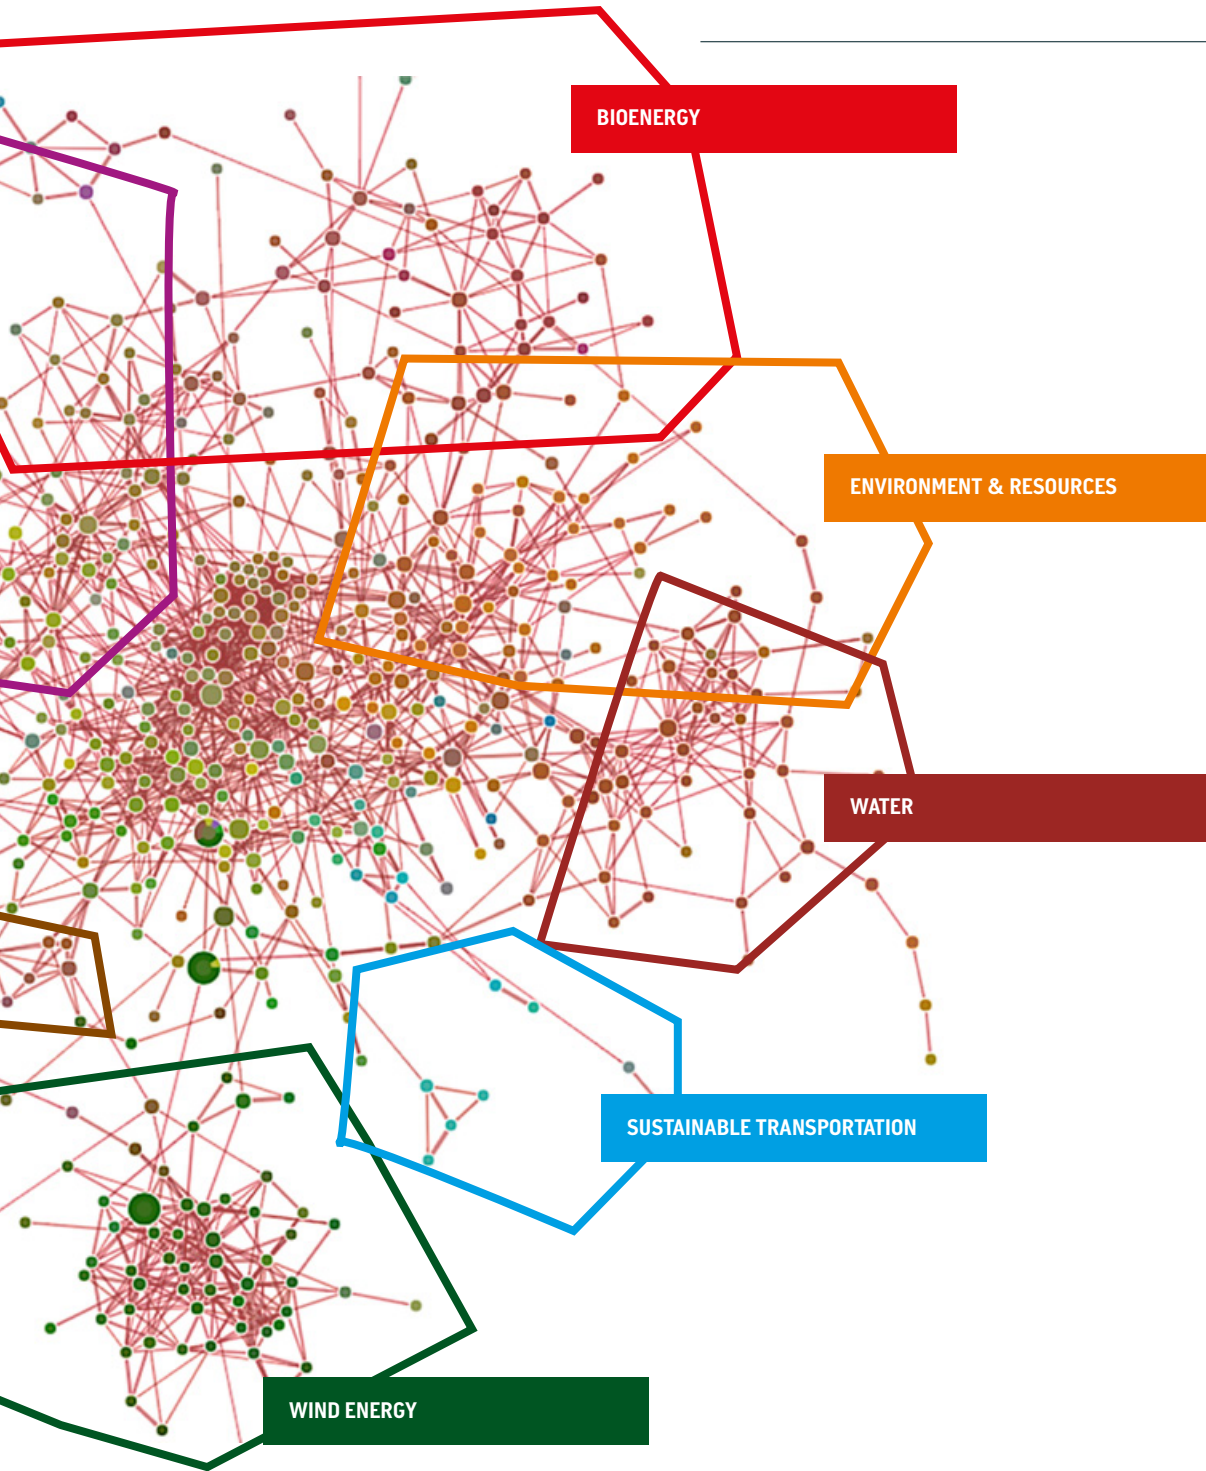 BIOENERGY
ENVIRONMENT & RESOURCES
WATER
SUSTAINABLE TRANSPORTATION
WIND ENERGY